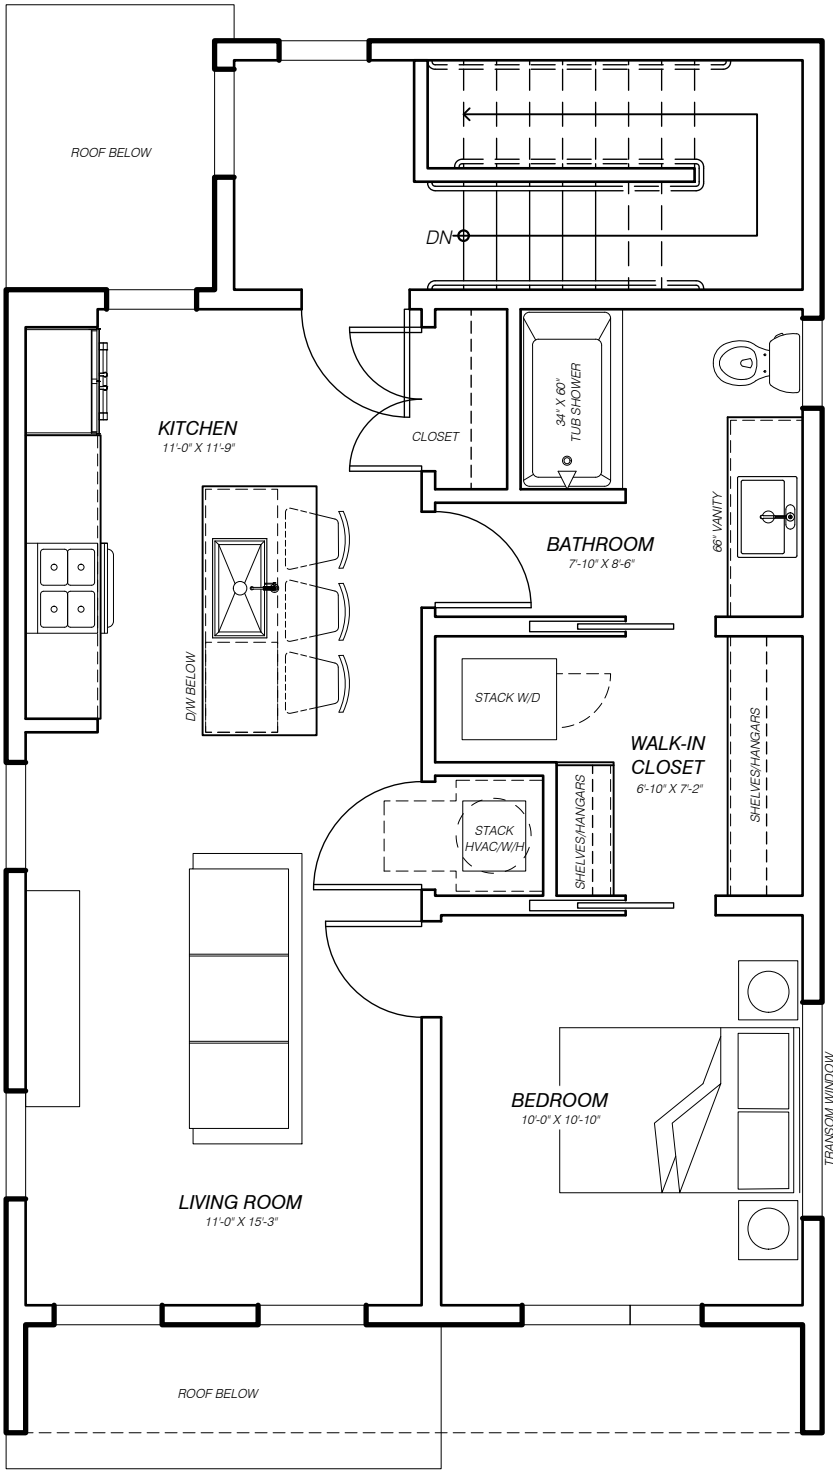 ROOF BELOW
DN
KITCHEN
11'-0" X 11'-9"
CLOSET
34" X 60"
TUB SHOWER
66" VANITY
BATHROOM
7'-10" X 8'-6"
D/W BELOW
STACK W/D
WALK-IN
CLOSET
6'-10" X 7'-2"
SHELVES/HANGARS
SHELVES/HANGARS
STACK
HVAC/W/H
BEDROOM
10'-0" X 10'-10"
TRANSOM WINDOW
LIVING ROOM
11'-0" X 15'-3"
ROOF BELOW